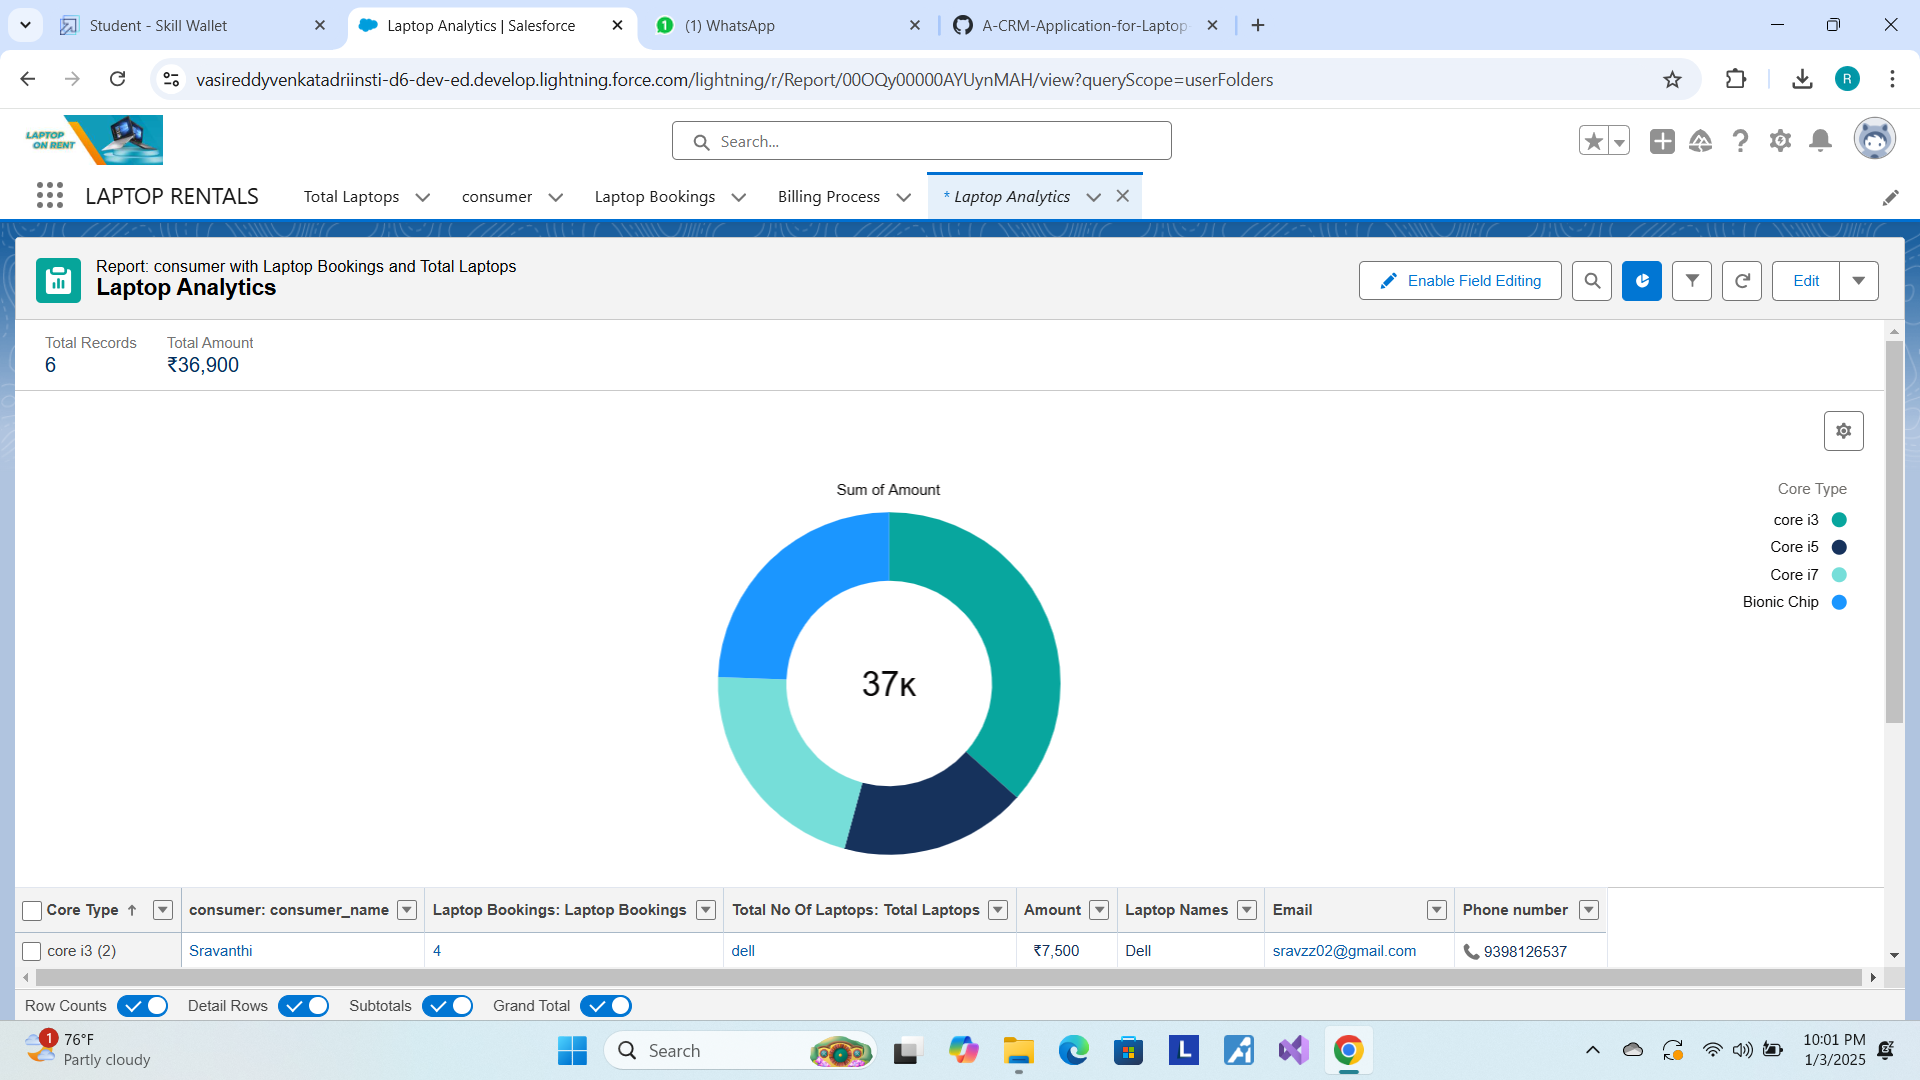 Student - Skill Wallet
Laptop Analytics | Salesforce
(1) WhatsApp
A-CRM-Application-for-Laptop-
vasireddyvenkatadriinsti-d6-dev-ed.develop.lightning.force.com/lightning/r/Report/00OQy00000AYUynMAH/view?queryScope=userFolders
R
LAPTOP
ON RENT
Search...
LAPTOP RENTALS
Total Laptops
consumer
Laptop Bookings
Billing Process
* Laptop Analytics
Report: consumer with Laptop Bookings and Total Laptops
Laptop Analytics
Enable Field Editing
Edit
Total Records
6
Total Amount
₹36,900
Sum of Amount
37K
Core Type
core i3
Core i5
Core i7
Bionic Chip
Core Type ↑ consumer: consumer_name Laptop Bookings: Laptop Bookings Total No Of Laptops: Total Laptops Amount Laptop Names Email Phone number
core i3 (2) Sravanthi 4 dell ₹7,500 Dell sravzz02@gmail.com 9398126537
Row Counts Detail Rows Subtotals Grand Total
1
76°F
Partly cloudy
Search
L
10:01 PM
1/3/2025